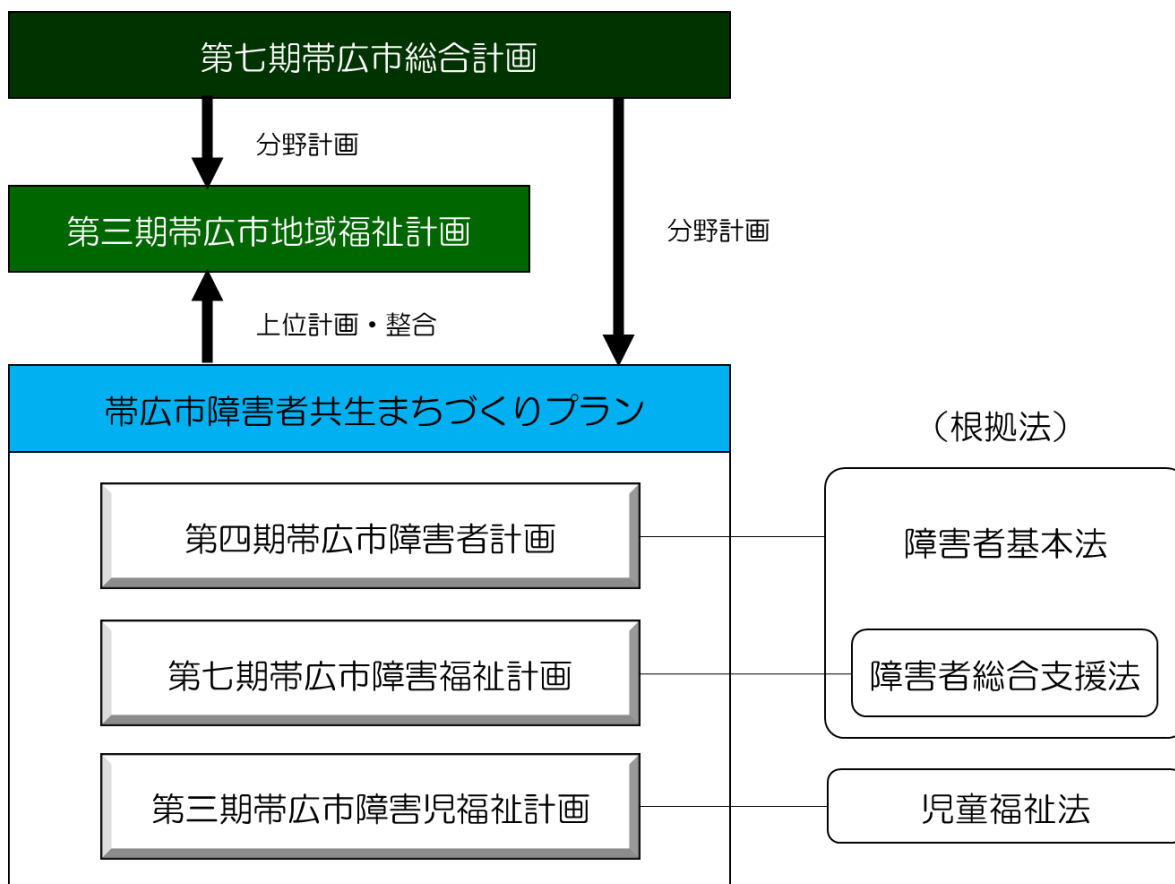 第七期帯広市総合計画
分野計画
第三期帯広市地域福祉計画
分野計画
上位計画・整合
帯広市障害者共生まちづくりプラン
（根拠法）
第四期帯広市障害者計画
障害者基本法
第七期帯広市障害福祉計画
障害者総合支援法
第三期帯広市障害児福祉計画
児童福祉法